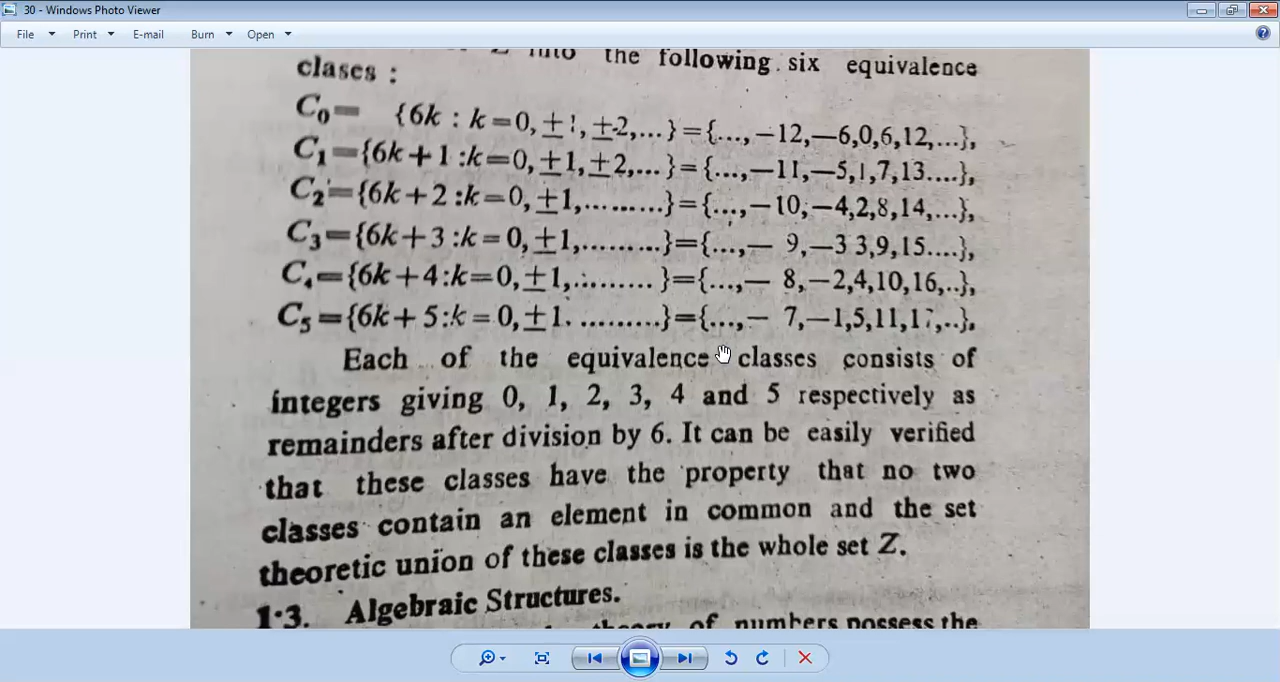 30 - Windows Photo Viewer
File Print E-mail Burn Open
into the following six equivalence
clases :
C₀= {6k : k=0, ±1, ±2,...}={...,−12,−6,0,6,12,...},
C₁={6k+1 :k=0, ±1, ±2,...}={...,−11,−5,1,7,13....},
C₂={6k+2 :k=0, ±1,.........}={...,−10,−4,2,8,14,...},
C₃={6k+3 :k=0, ±1,.........}={...,− 9,−3 3,9,15....},
C₄={6k+4:k=0, ±1,.........}={...,− 8,−2,4,10,16,..},
C₅={6k+5:k=0, ±1. .........}={...,− 7,−1,5,11,17,..}.
Each of the equivalence classes consists of
integers giving 0, 1, 2, 3, 4 and 5 respectively as
remainders after division by 6. It can be easily verified
that these classes have the property that no two
classes contain an element in common and the set
theoretic union of these classes is the whole set Z.
1·3. Algebraic Structures.
theory of numbers possess the